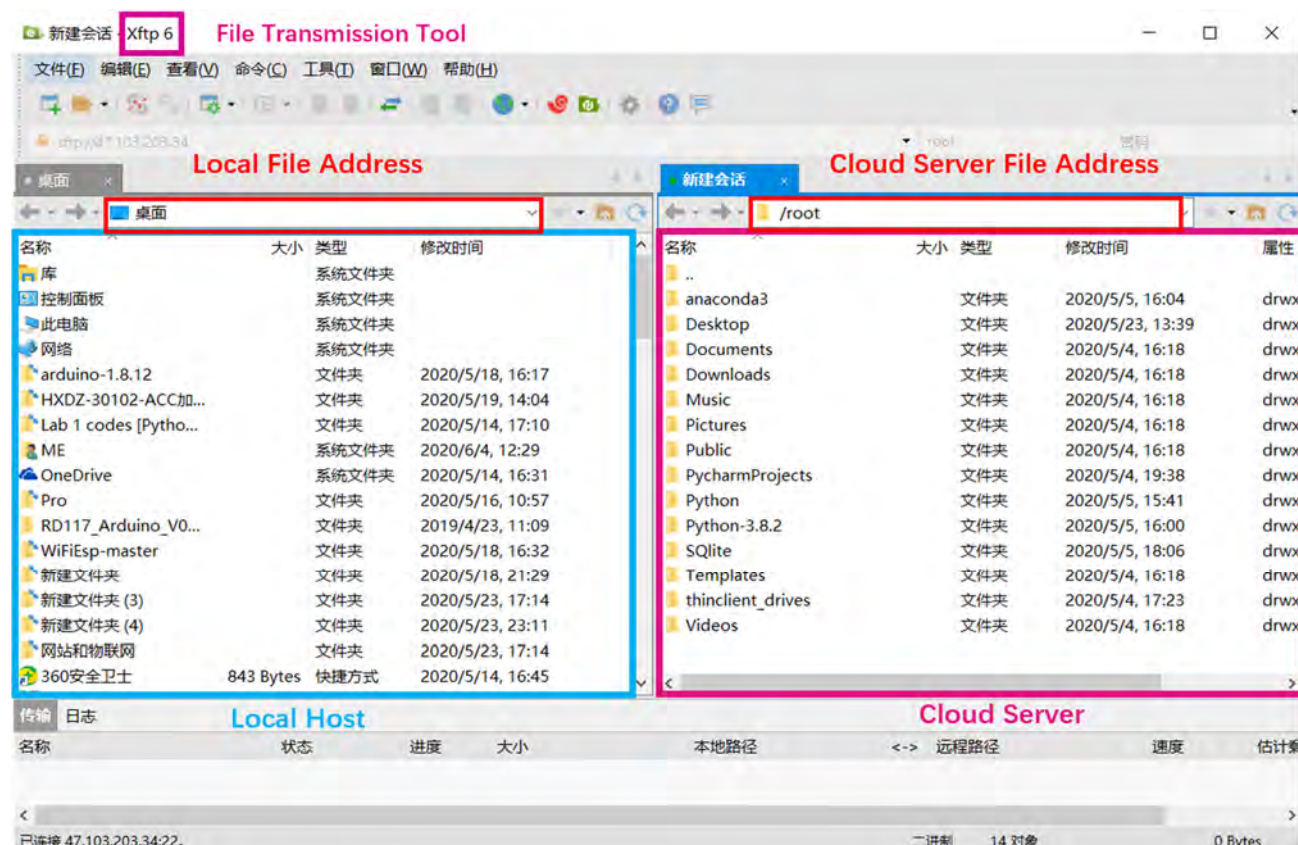 新建会话 - Xftp 6 File Transmission Tool
文件(F) 编辑(E) 查看(V) 命令(C) 工具(T) 窗口(W) 帮助(H)
root 密码
Local File Address Cloud Server File Address
桌面 × 新建会话 ×
桌面 /root
名称 大小 类型 修改时间 名称 大小 类型 修改时间 属性
库 系统文件夹 ..
控制面板 系统文件夹 anaconda3 文件夹 2020/5/5, 16:04 drwx
此电脑 系统文件夹 Desktop 文件夹 2020/5/23, 13:39 drwx
网络 系统文件夹 Documents 文件夹 2020/5/4, 16:18 drwx
arduino-1.8.12 文件夹 2020/5/18, 16:17 Downloads 文件夹 2020/5/4, 16:18 drwx
HXDZ-30102-ACC加... 文件夹 2020/5/19, 14:04 Music 文件夹 2020/5/4, 16:18 drwx
Lab 1 codes [Pytho... 文件夹 2020/5/14, 17:10 Pictures 文件夹 2020/5/4, 16:18 drwx
ME 系统文件夹 2020/6/4, 12:29 Public 文件夹 2020/5/4, 16:18 drwx
OneDrive 系统文件夹 2020/5/14, 16:31 PycharmProjects 文件夹 2020/5/4, 19:38 drwx
Pro 文件夹 2020/5/16, 10:57 Python 文件夹 2020/5/5, 15:41 drwx
RD117_Arduino_V0... 文件夹 2019/4/23, 11:09 Python-3.8.2 文件夹 2020/5/5, 16:00 drwx
WiFiEsp-master 文件夹 2020/5/18, 16:32 SQlite 文件夹 2020/5/5, 18:06 drwx
新建文件夹 文件夹 2020/5/18, 21:29 Templates 文件夹 2020/5/4, 16:18 drwx
新建文件夹 (3) 文件夹 2020/5/23, 17:14 thinclient_drives 文件夹 2020/5/4, 17:23 drwx
新建文件夹 (4) 文件夹 2020/5/23, 23:11 Videos 文件夹 2020/5/4, 16:18 drwx
网站和物联网 文件夹 2020/5/23, 17:14
360安全卫士 843 Bytes 快捷方式 2020/5/14, 16:45
传输 日志 Local Host Cloud Server
名称 状态 进度 大小 本地路径 <-> 远程路径 速度 估计剩
已连接 47.103.203.34:22。 二进制 14 对象 0 Bytes